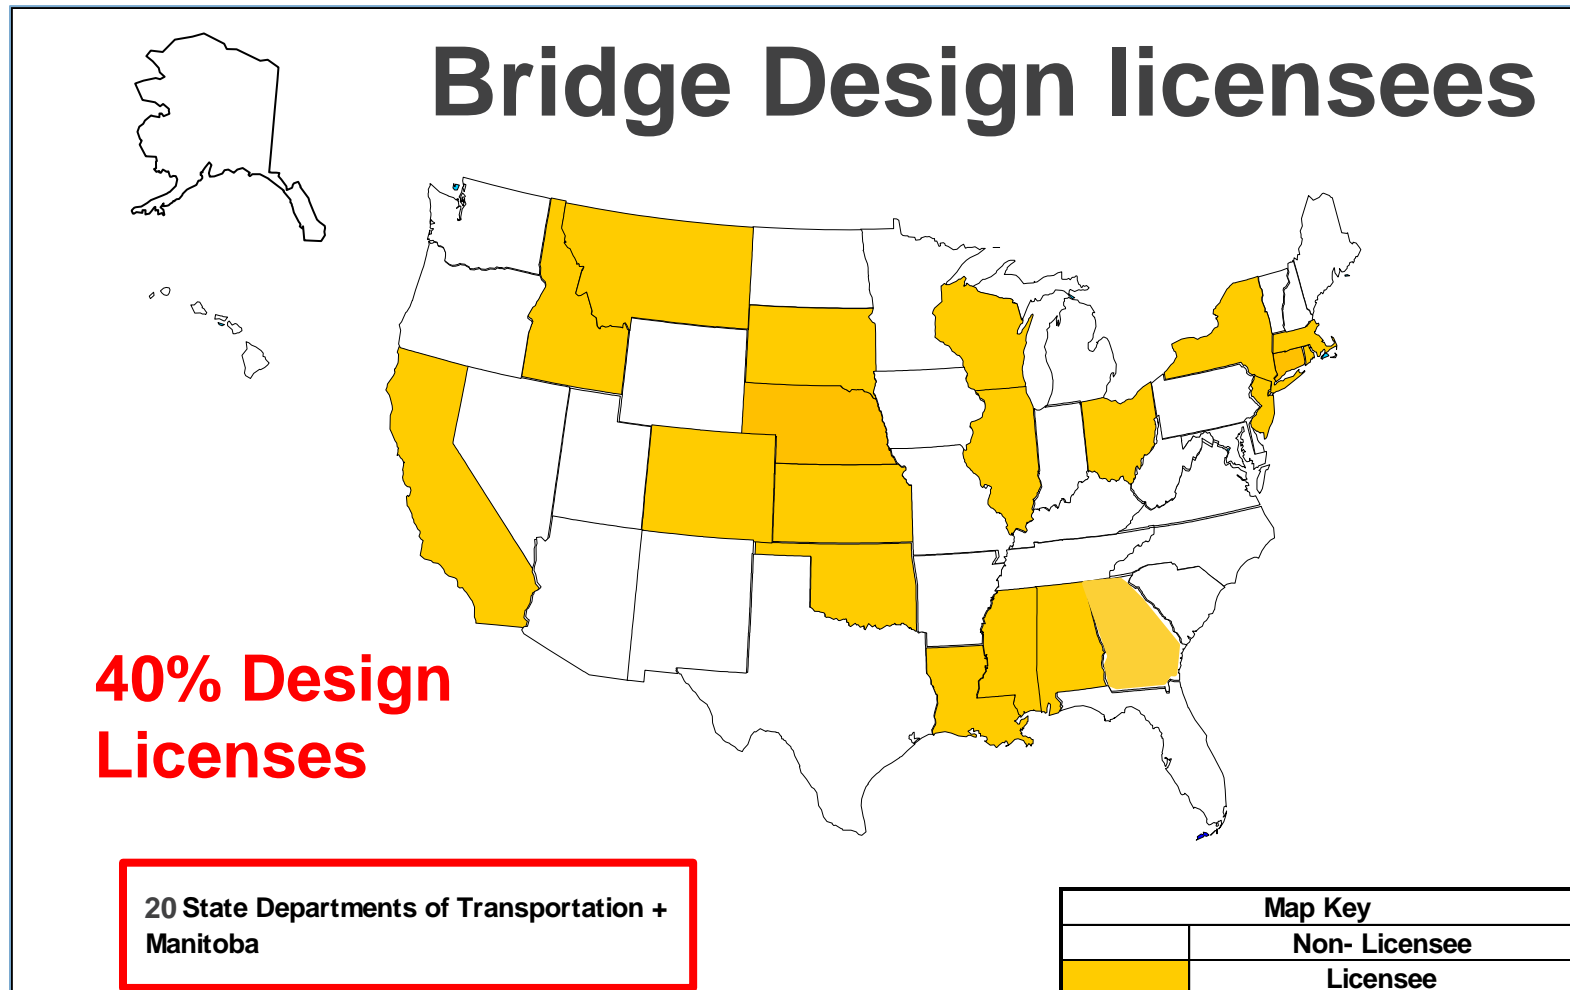 Bridge Design licensees
40% Design
Licenses
20 State Departments of Transportation +
Manitoba
Map Key
Non- Licensee
Licensee